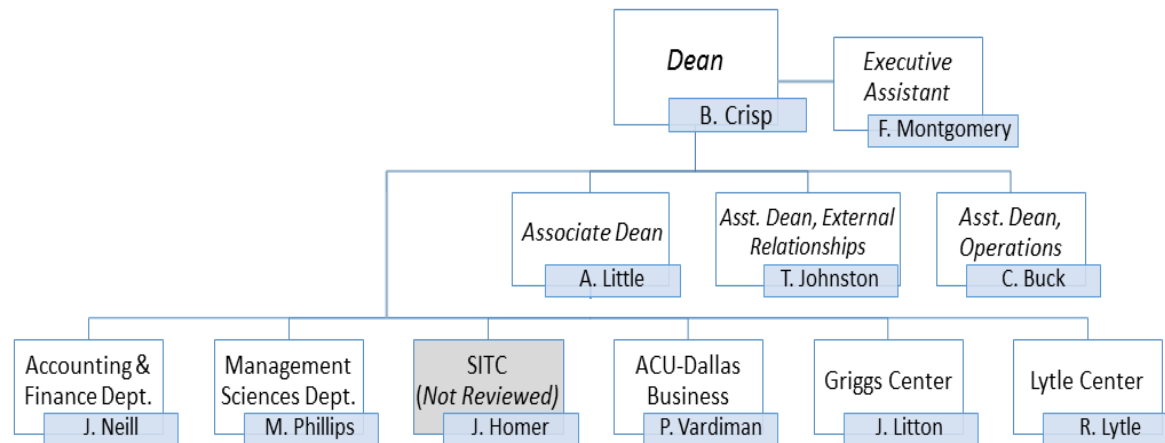 Dean
B. Crisp
Executive
Assistant
F. Montgomery
Associate Dean
A. Little
Asst. Dean, External
Relationships
T. Johnston
Asst. Dean,
Operations
C. Buck
Accounting &
Finance Dept.
J. Neill
Management
Sciences Dept.
M. Phillips
SITC
(Not Reviewed)
J. Homer
ACU-Dallas
Business
P. Vardiman
Griggs Center
J. Litton
Lytle Center
R. Lytle